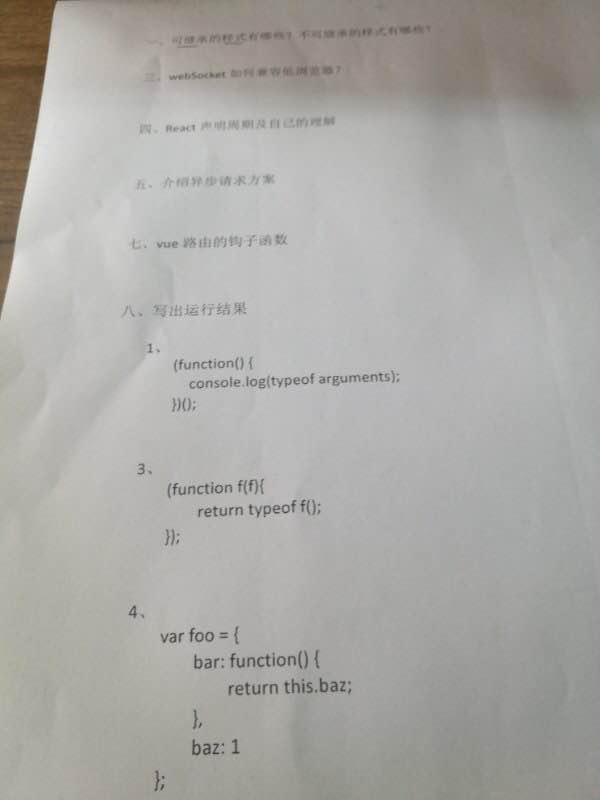 一、可继承的样式有哪些？不可继承的样式有哪些？
三、webSocket 如何兼容低浏览器？
四、React 声明周期及自己的理解
五、介绍异步请求方案
七、vue 路由的钩子函数
八、写出运行结果
1、
(function() {
console.log(typeof arguments);
})();
3、
(function f(f){
return typeof f();
});
4、
var foo = {
bar: function() {
return this.baz;
},
baz: 1
};